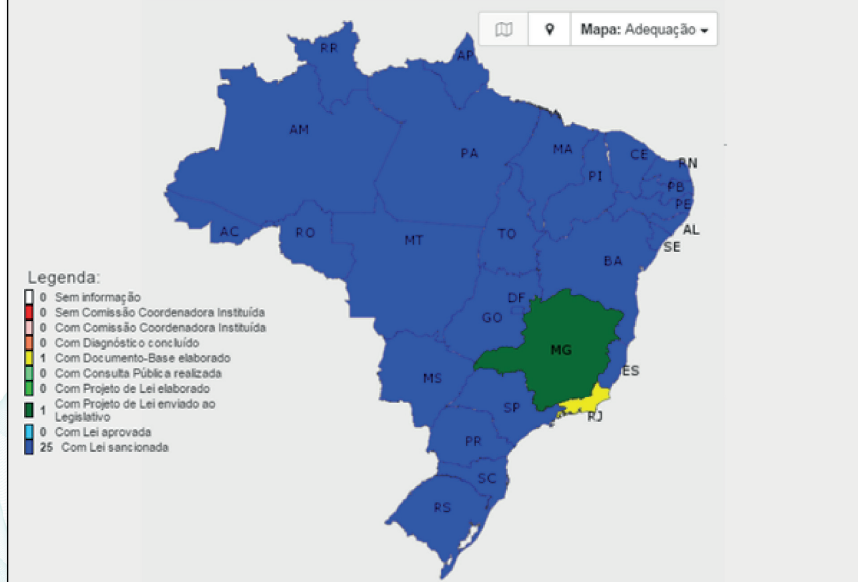 Mapa: Adequação
RR
AP
AM
PA
MA
CE
RN
PI
PB
PE
AL
SE
AC
RO
MT
TO
BA
DF
GO
MG
ES
MS
SP
RJ
PR
SC
RS
Legenda:
0 Sem informação
0 Sem Comissão Coordenadora Instituída
0 Com Comissão Coordenadora Instituída
0 Com Diagnóstico concluído
1 Com Documento-Base elaborado
0 Com Consulta Pública realizada
0 Com Projeto de Lei elaborado
1 Com Projeto de Lei enviado ao
Legislativo
0 Com Lei aprovada
25 Com Lei sancionada